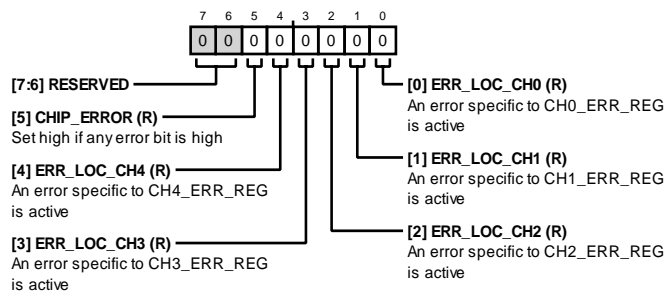 7 6 5 4 3 2 1 0
0 0 0 0 0 0 0 0
[7:6] RESERVED
[5] CHIP_ERROR (R)
Set high if any error bit is high
[4] ERR_LOC_CH4 (R)
An error specific to CH4_ERR_REG
is active
[3] ERR_LOC_CH3 (R)
An error specific to CH3_ERR_REG
is active
[0] ERR_LOC_CH0 (R)
An error specific to CH0_ERR_REG
is active
[1] ERR_LOC_CH1 (R)
An error specific to CH1_ERR_REG
is active
[2] ERR_LOC_CH2 (R)
An error specific to CH2_ERR_REG
is active